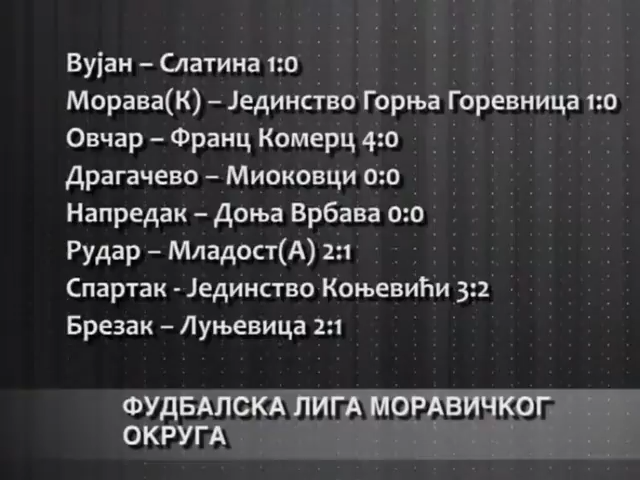 Вујан – Слатина 1:0
Морава(К) – Јединство Горња Горевница 1:0
Овчар – Франц Комерц 4:0
Драгачево – Миоковци 0:0
Напредак – Доња Врбава 0:0
Рудар – Младост(А) 2:1
Спартак - Јединство Коњевићи 3:2
Брезак – Луњевица 2:1
ФУДБАЛСКА ЛИГА МОРАВИЧКОГ
ОКРУГА